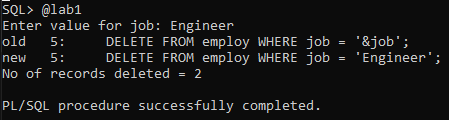 SQL> @lab1
Enter value for job: Engineer
old   5:     DELETE FROM employ WHERE job = '&job';
new   5:     DELETE FROM employ WHERE job = 'Engineer';
No of records deleted = 2
PL/SQL procedure successfully completed.